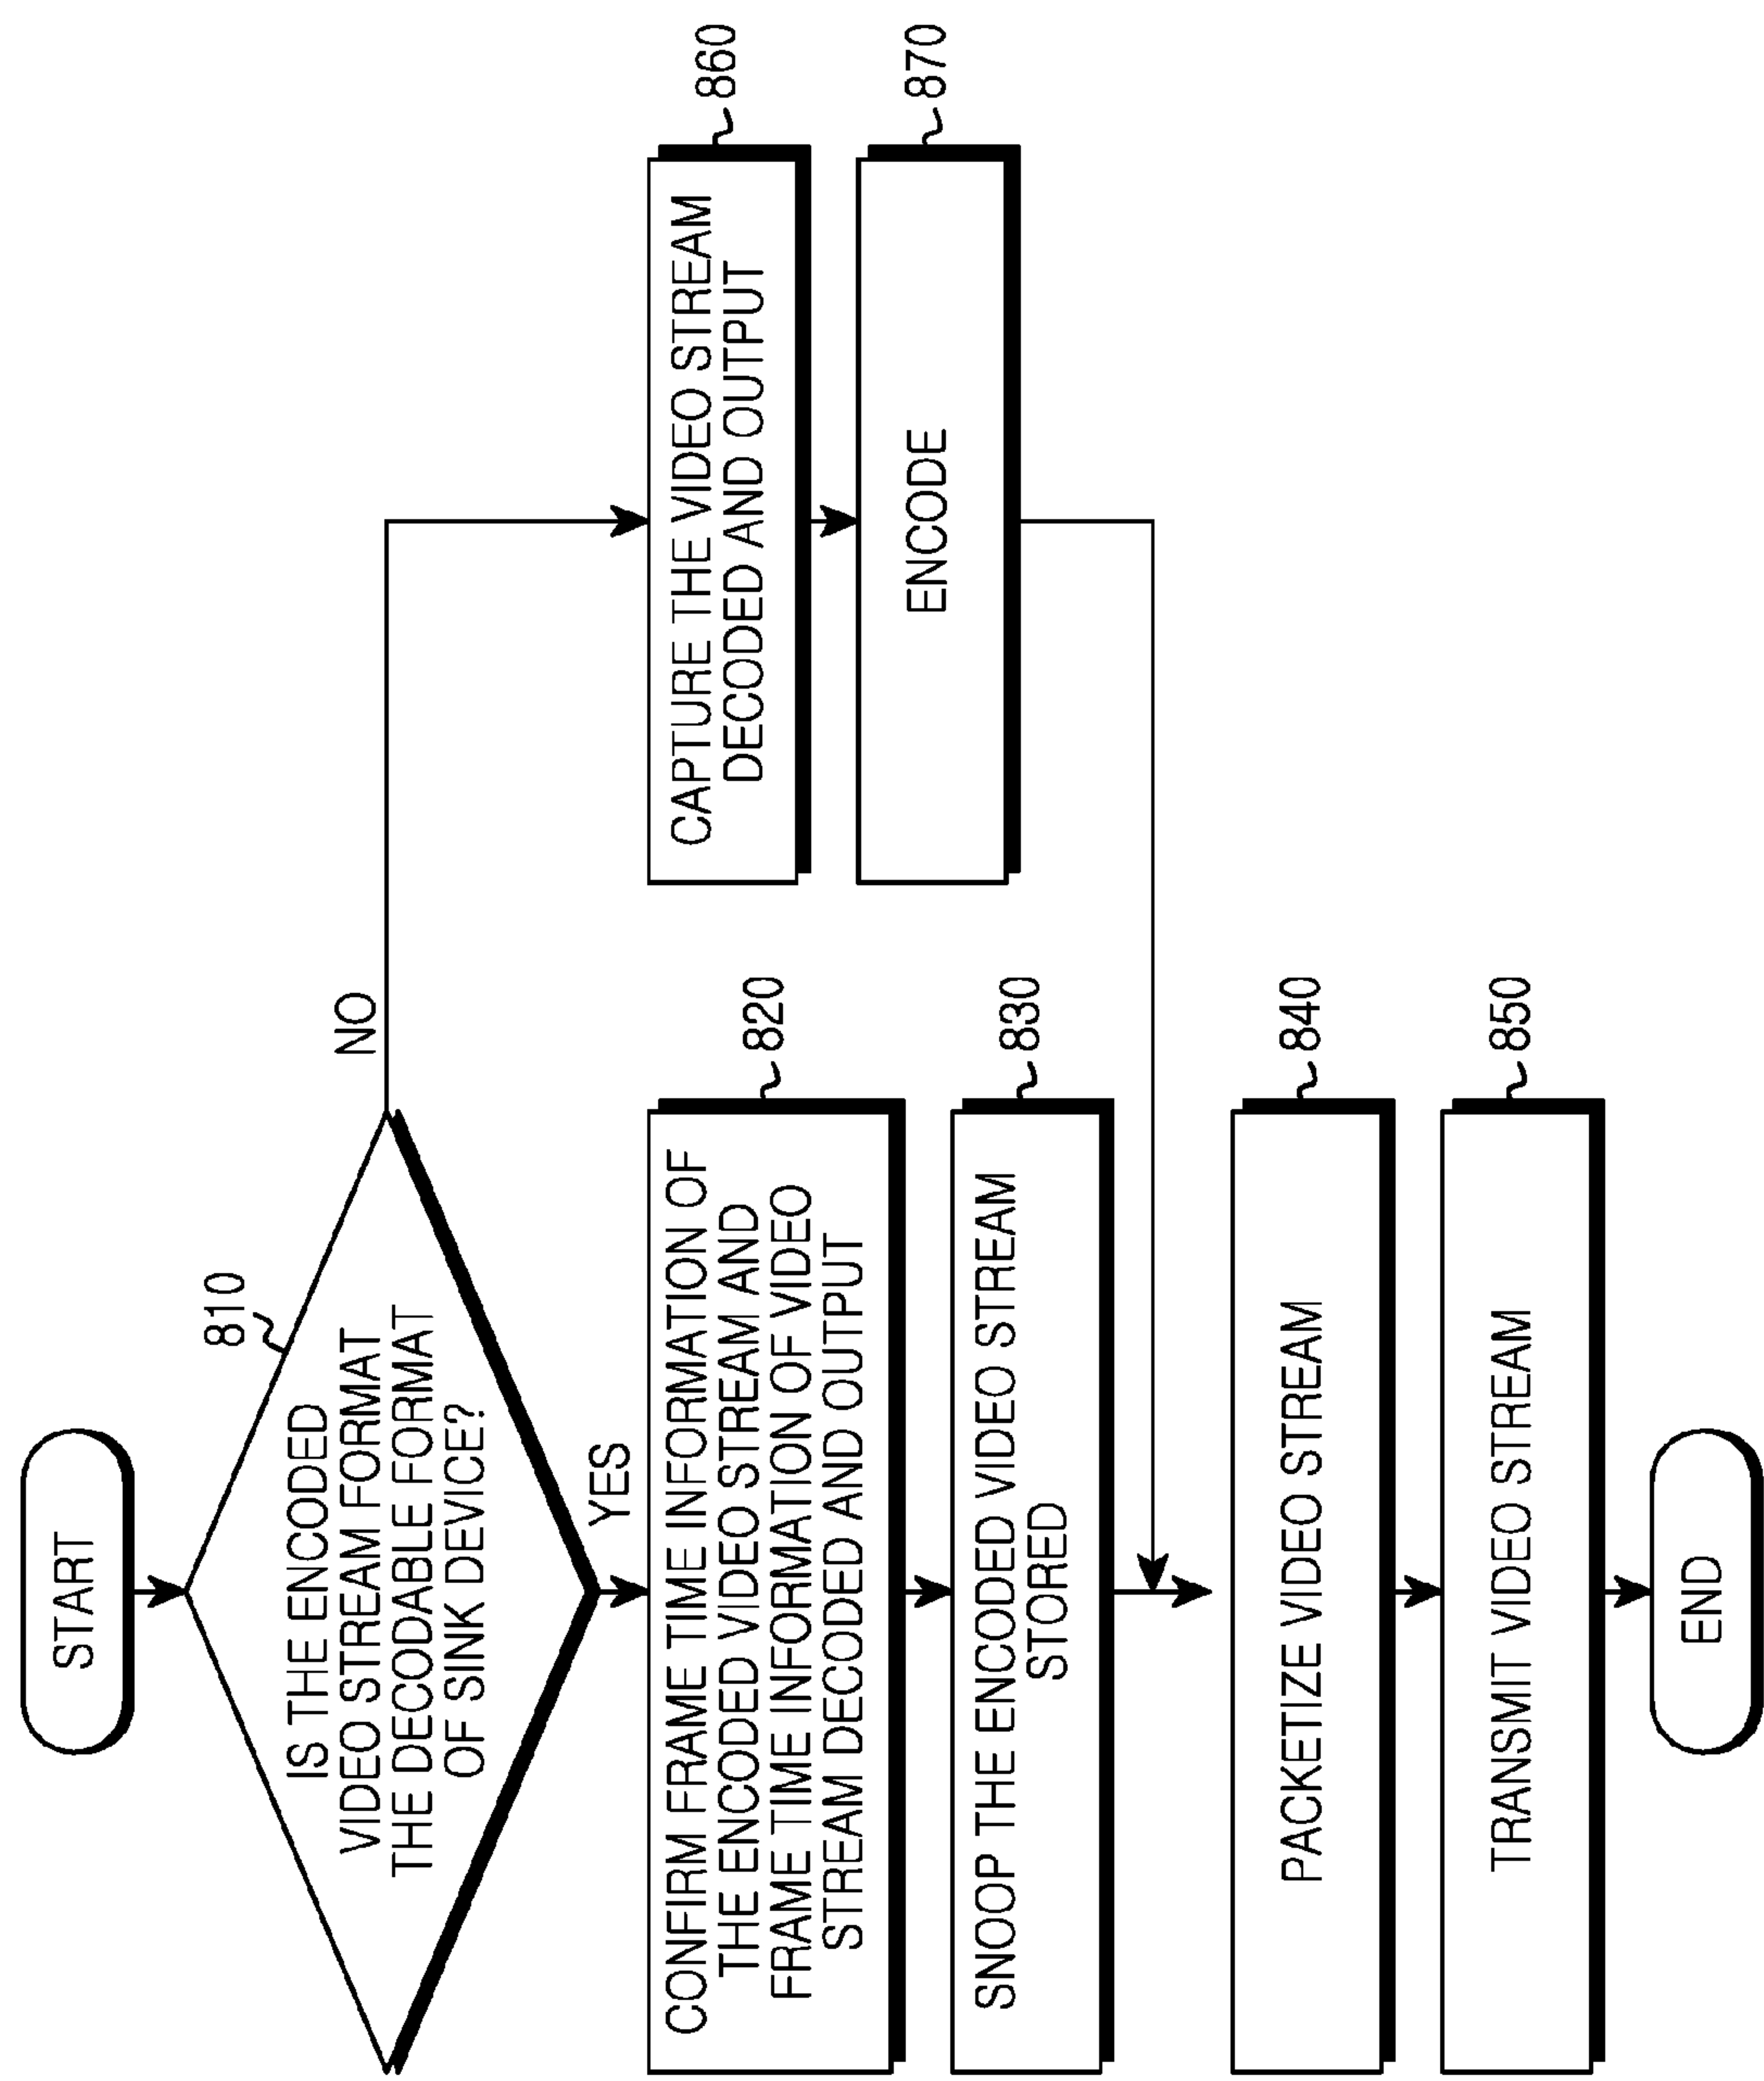 START
810
IS THE ENCODED
VIDEO STREAM FORMAT
THE DECODABLE FORMAT
OF SINK DEVICE?
NO
YES
CONFIRM FRAME TIME INFORMATION OF
THE ENCODED VIDEO STREAM AND
FRAME TIME INFORMATION OF VIDEO
STREAM DECODED AND OUTPUT
820
CAPTURE THE VIDEO STREAM
DECODED AND OUTPUT
860
ENCODE
870
SNOOP THE ENCODED VIDEO STREAM
STORED
830
PACKETIZE VIDEO STREAM
840
TRANSMIT VIDEO STREAM
850
END